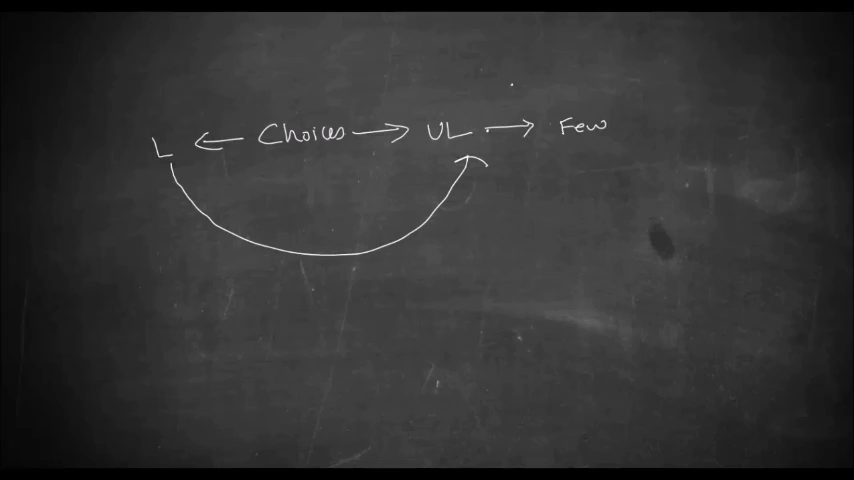 L ← Choices → UL → Few